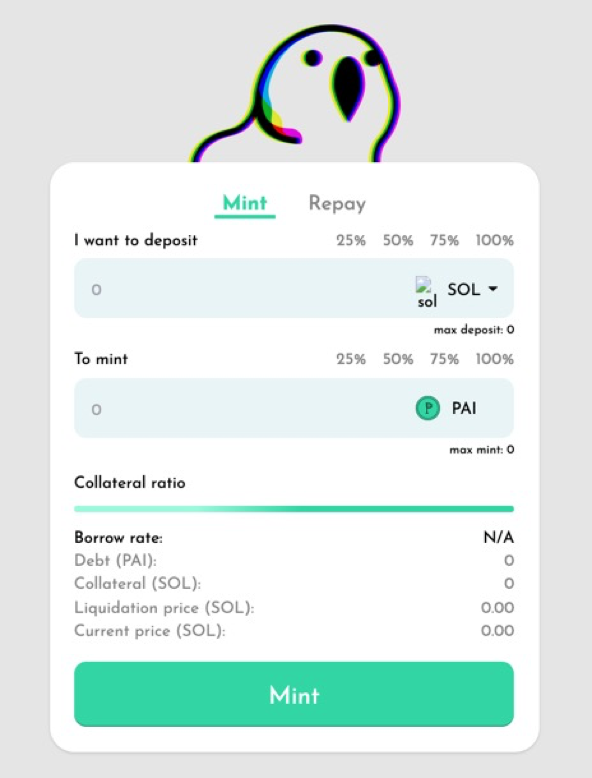 Mint Repay
I want to deposit 25% 50% 75% 100%
0 sol SOL
max deposit: 0
To mint 25% 50% 75% 100%
0 PAI
max mint: 0
Collateral ratio
Borrow rate: N/A
Debt (PAI): 0
Collateral (SOL): 0
Liquidation price (SOL): 0.00
Current price (SOL): 0.00
Mint